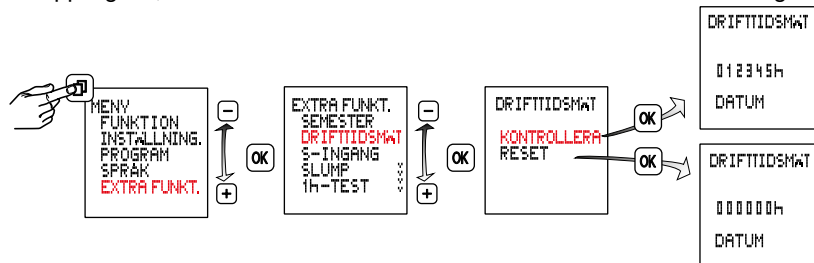 MENY
FUNKTION
INSTÄLLNING.
PROGRAM
SPRÅK
EXTRA FUNKT.
OK
EXTRA FUNKT.
SEMESTER
DRIFTTIDSMÄT
S-INGÅNG
SLUMP
1h-TEST
OK
DRIFTTIDSMÄT
KONTROLLERA
RESET
OK
OK
DRIFTTIDSMÄT
012345h
DATUM
DRIFTTIDSMÄT
000000h
DATUM